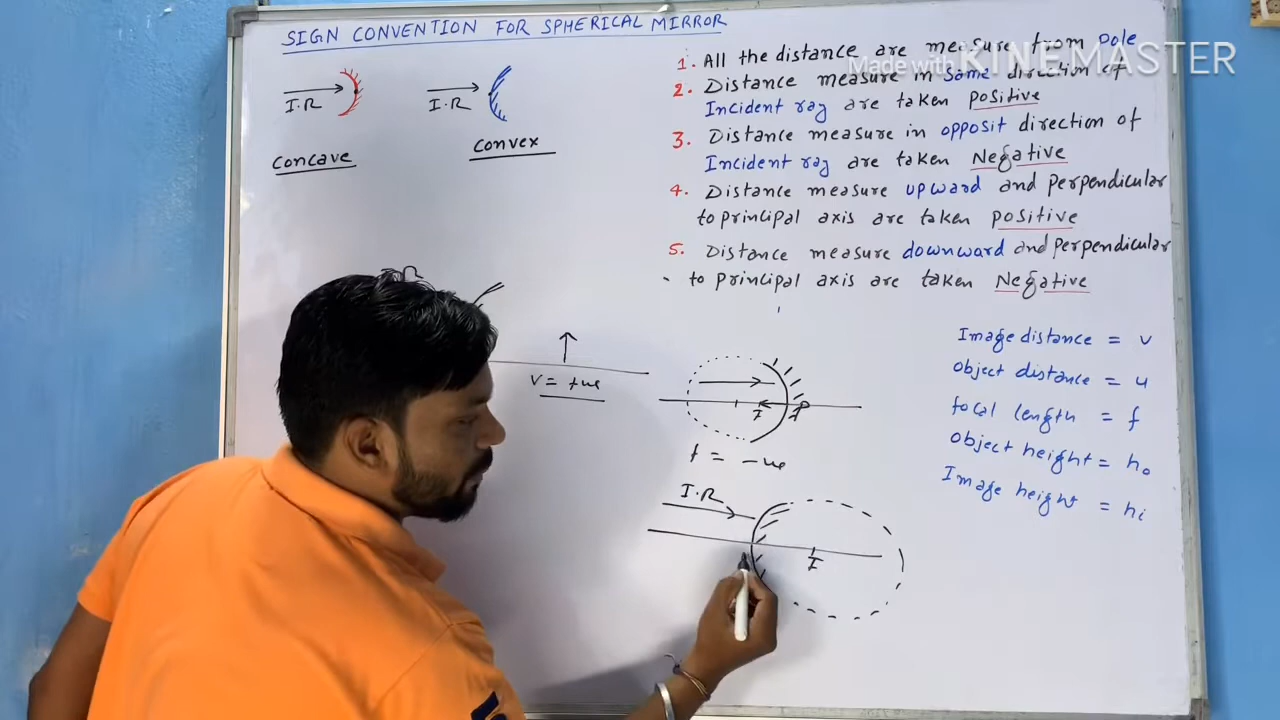 SIGN CONVENTION FOR SPHERICAL MIRROR
I.R
I.R
concave
convex
1. All the distance are measure from pole
Made with KINEMASTER
2. Distance measure in same direction of
Incident ray are taken positive
3. Distance measure in opposit direction of
Incident ray are taken Negative
4. Distance measure upward and perpendicular
to principal axis are taken positive
5. Distance measure downward and perpendicular
to principal axis are taken Negative
v = +ve
P
f = -ve
I.R
Image distance = v
Object distance = u
focal length = f
Object height = ho
Image height = hi